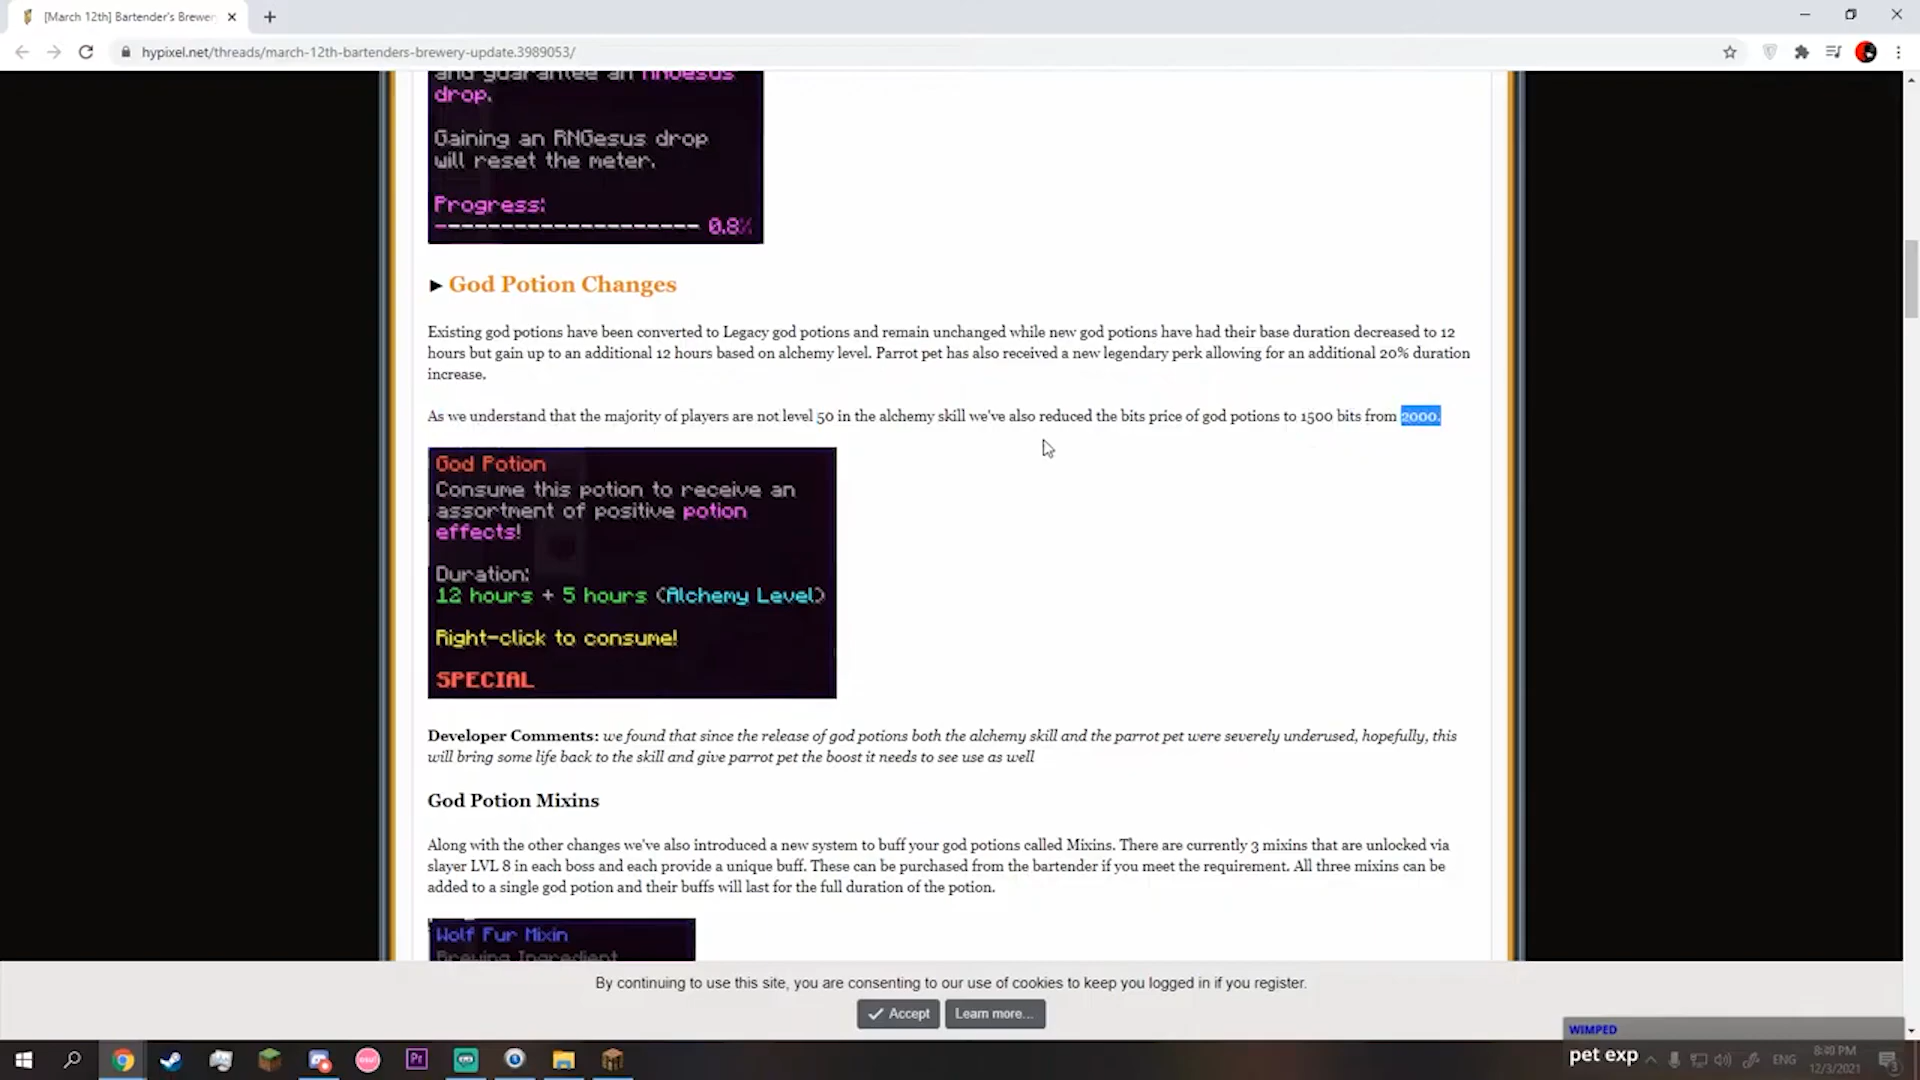 [March 12th] Bartender's Brewer
hypixel.net/threads/march-12th-bartenders-brewery-update.3989053/
and guarantee an RNGesus
drop.
Gaining an RNGesus drop
will reset the meter.
Progress:
-------------------- 0.8%
► God Potion Changes
Existing god potions have been converted to Legacy god potions and remain unchanged while new god potions have had their base duration decreased to 12
hours but gain up to an additional 12 hours based on alchemy level. Parrot pet has also received a new legendary perk allowing for an additional 20% duration
increase.
As we understand that the majority of players are not level 50 in the alchemy skill we've also reduced the bits price of god potions to 1500 bits from 2000.
God Potion
Consume this potion to receive an
assortment of positive potion
effects!
Duration:
12 hours + 5 hours (Alchemy Level)
Right-click to consume!
SPECIAL
Developer Comments: we found that since the release of god potions both the alchemy skill and the parrot pet were severely underused, hopefully, this
will bring some life back to the skill and give parrot pet the boost it needs to see use as well
God Potion Mixins
Along with the other changes we've also introduced a new system to buff your god potions called Mixins. There are currently 3 mixins that are unlocked via
slayer LVL 8 in each boss and each provide a unique buff. These can be purchased from the bartender if you meet the requirement. All three mixins can be
added to a single god potion and their buffs will last for the full duration of the potion.
Wolf Fur Mixin
Brewing Ingredient
By continuing to use this site, you are consenting to our use of cookies to keep you logged in if you register.
Accept Learn more...
WIMPED
pet exp
osu!
Pr
ENG
8:40 PM
12/3/2021
3